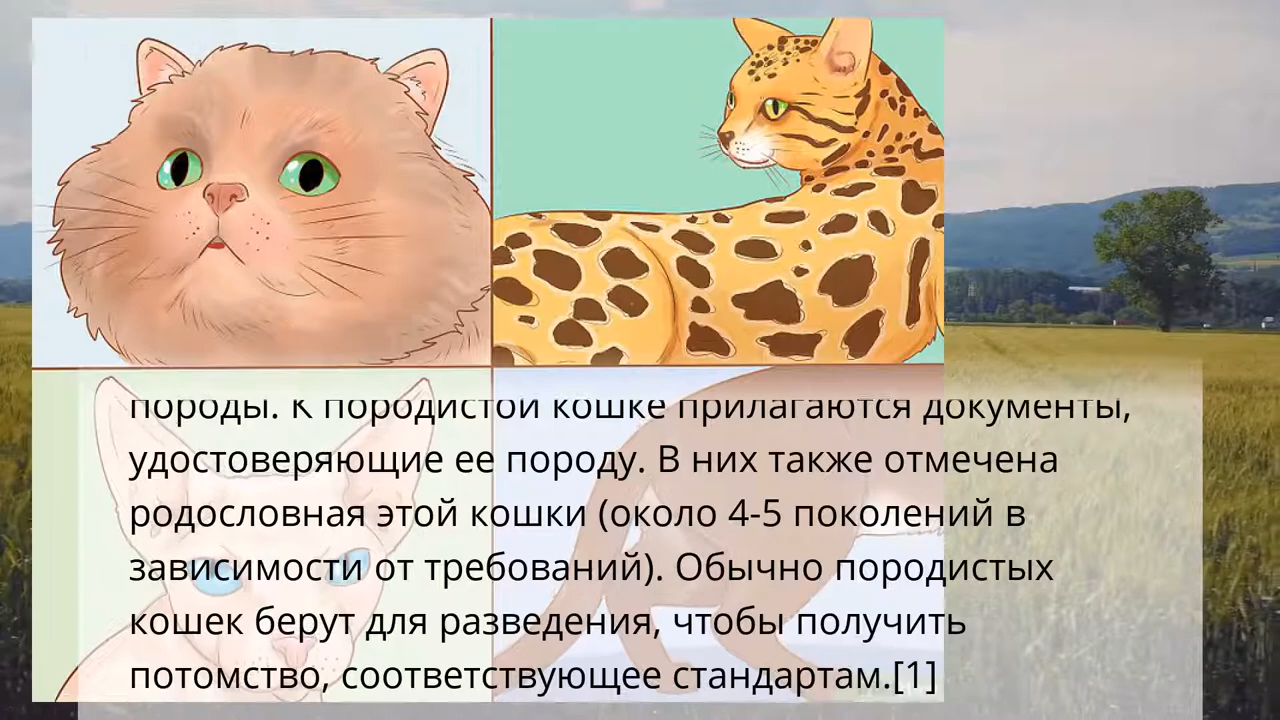 породы. К породистой кошке прилагаются документы,
удостоверяющие ее породу. В них также отмечена
родословная этой кошки (около 4-5 поколений в
зависимости от требований). Обычно породистых
кошек берут для разведения, чтобы получить
потомство, соответствующее стандартам.[1]